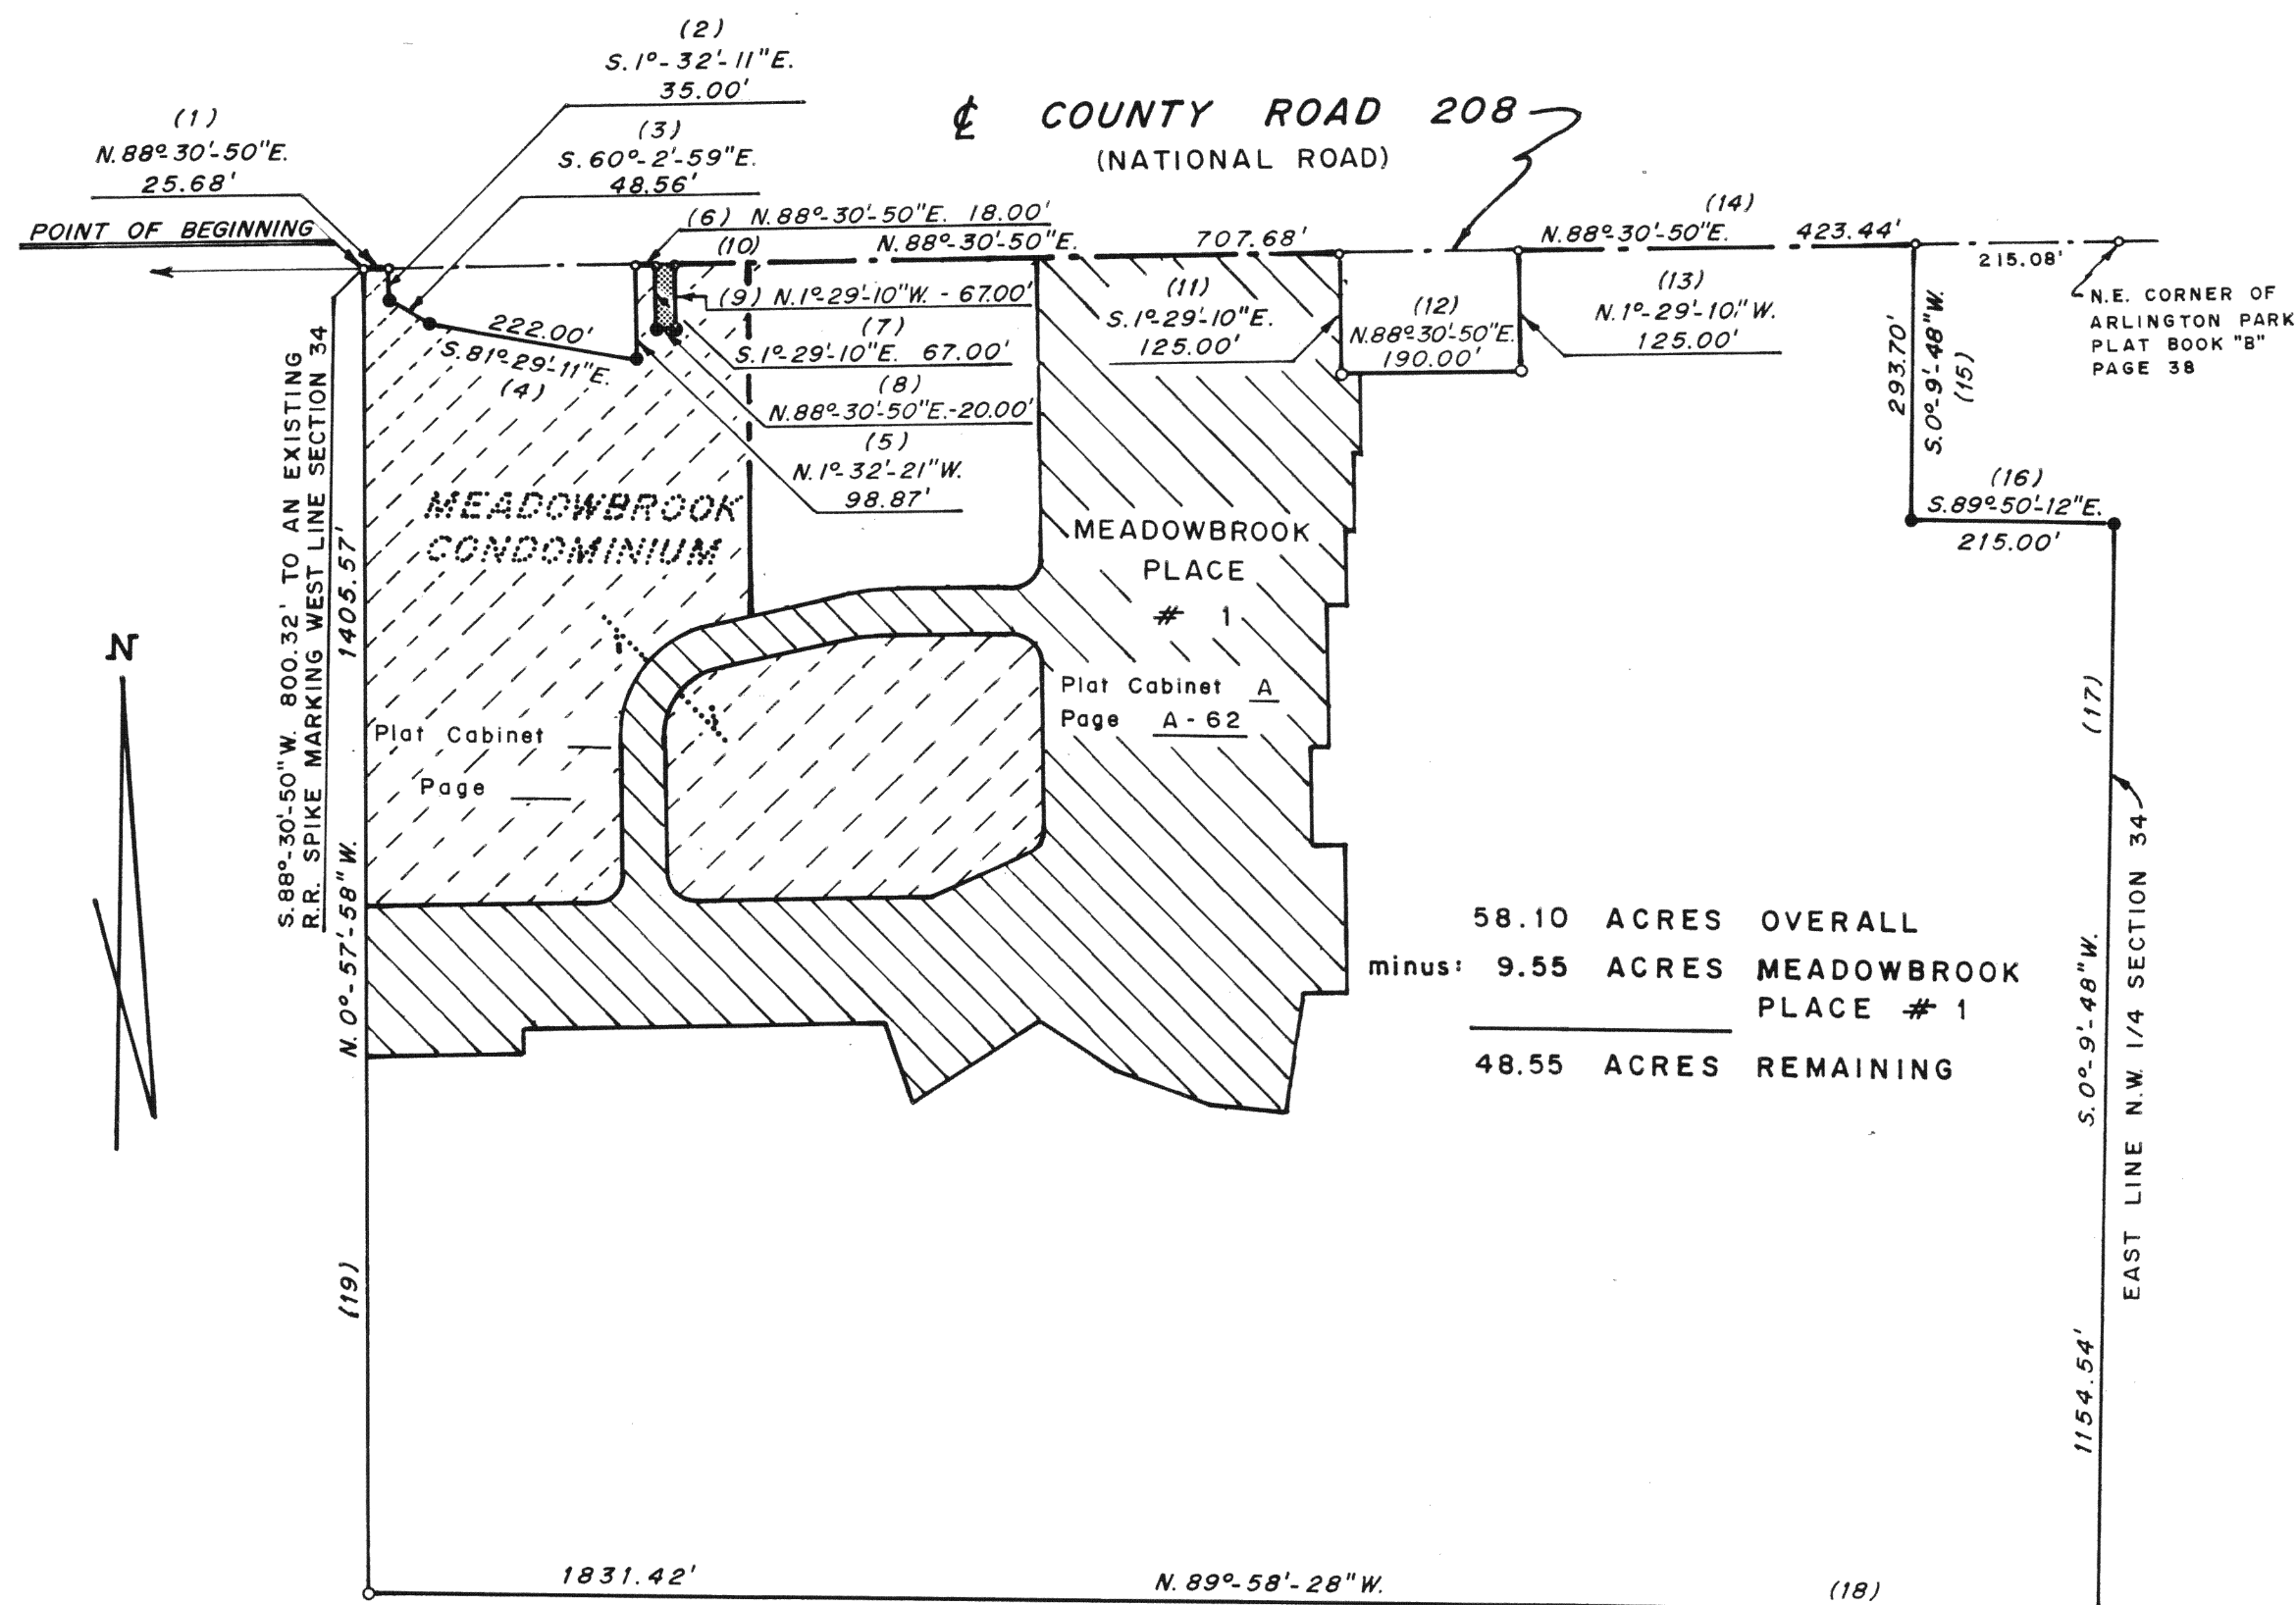 (2)
S.1°-32'-11"E.
35.00'
(1)
N.88°-30'-50"E.
25.68'
(3)
S.60°-2'-59"E.
48.56'
℄ COUNTY ROAD 208
(NATIONAL ROAD)
POINT OF BEGINNING
(6) N.88°-30'-50"E. 18.00'
(10) N.88°-30'-50"E. 707.68'
(14)
N.88°-30'-50"E. 423.44'
215.08'
N.E. CORNER OF
ARLINGTON PARK
PLAT BOOK "B"
PAGE 38
(9) N.1°-29'-10"W. - 67.00'
(7)
S.1°-29'-10"E. 67.00'
(8)
N.88°-30'-50"E.-20.00'
(5)
N.1°-32'-21"W.
98.87'
222.00'
S.81°-29'-11"E.
(4)
(11)
S.1°-29'-10"E.
125.00'
(12)
N.88°-30'-50"E.
190.00'
(13)
N.1°-29'-10"W.
125.00'
293.70'
S.0°-9'-48"W.
(15)
(16)
S.89°-50'-12"E.
215.00'
S.88°-30'-50"W. 800.32' TO AN EXISTING
R.R. SPIKE MARKING WEST LINE SECTION 34
MEADOWBROOK
CONDOMINIUM
I
I
Plat Cabinet ___
Page ___
MEADOWBROOK
PLACE
# 1
Plat Cabinet A
Page A-62
N
(19) N.0°-57'-58"W. 1405.57'
58.10 ACRES OVERALL
minus: 9.55 ACRES MEADOWBROOK
PLACE # 1
48.55 ACRES REMAINING
(17)
S.0°-9'-48"W.
1154.54'
EAST LINE N.W. 1/4 SECTION 34
1831.42' N.89°-58'-28"W. (18)